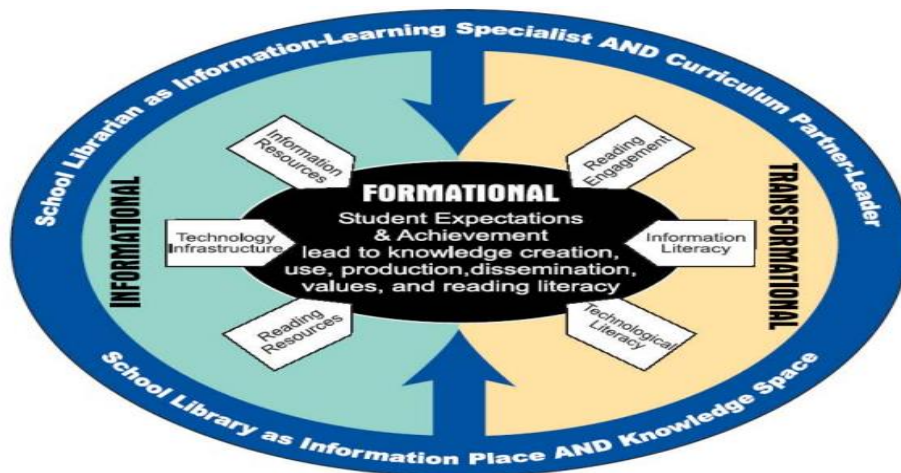 School Librarian as Information-Learning Specialist AND Curriculum Partner-Leader
INFORMATIONAL
Information
Resources
Technology
Infrastructure
Reading
Resources
FORMATIONAL
Student Expectations
& Achievement
lead to knowledge creation,
use, production,dissemination,
values, and reading literacy
Reading
Engagement
Information
Literacy
Technological
Literacy
TRANSFORMATIONAL
School Library as Information Place AND Knowledge Space